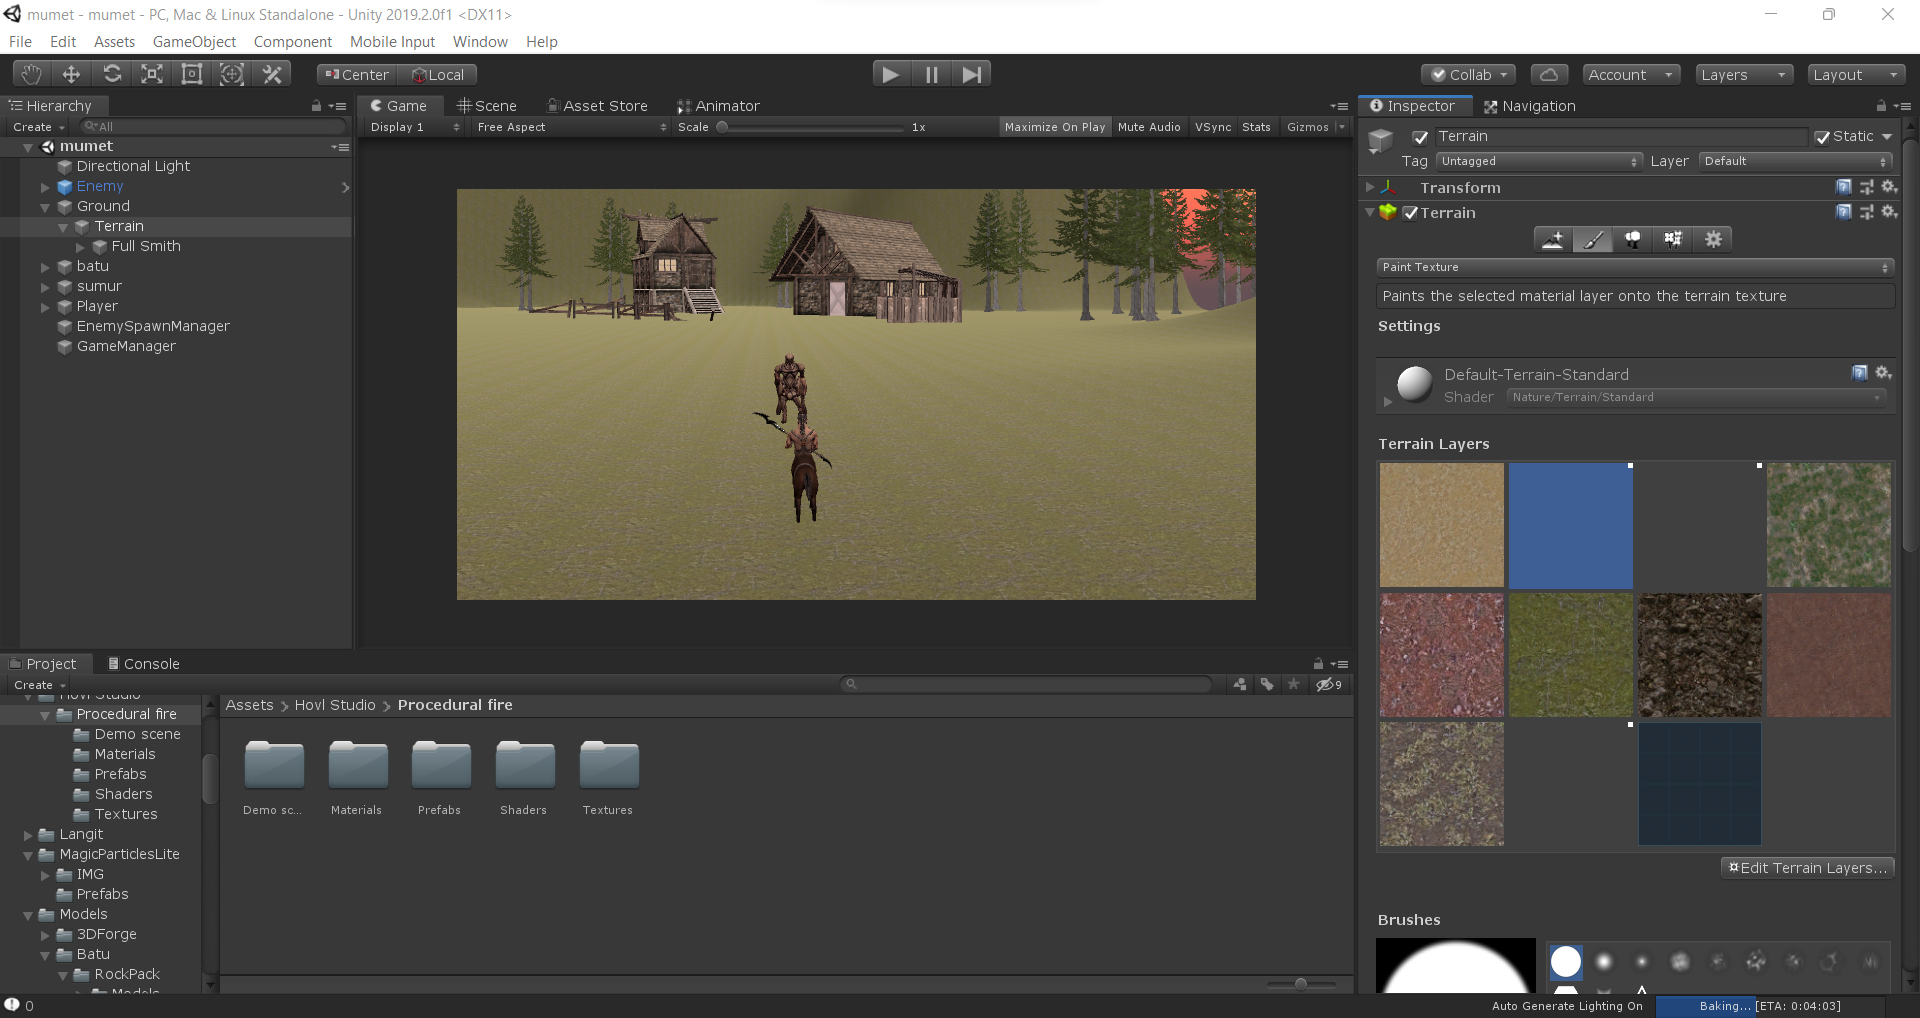 mumet - mumet - PC, Mac & Linux Standalone - Unity 2019.2.0f1 <DX11>
File Edit Assets GameObject Component Mobile Input Window Help
Center Local
Collab Account Layers Layout
Hierarchy
Create All
mumet
Directional Light
Enemy
Ground
Terrain
Full Smith
batu
sumur
Player
EnemySpawnManager
GameManager
Game Scene Asset Store Animator
Display 1 Free Aspect Scale 1x Maximize On Play Mute Audio VSync Stats Gizmos
Inspector Navigation
Terrain Static
Tag Untagged Layer Default
Transform
Terrain
Paint Texture
Paints the selected material layer onto the terrain texture
Settings
Default-Terrain-Standard
Shader Nature/Terrain/Standard
Terrain Layers
Edit Terrain Layers...
Brushes
Project Console
Create 9
Hovl Studio
Procedural fire
Demo scene
Materials
Prefabs
Shaders
Textures
Langit
MagicParticlesLite
IMG
Prefabs
Models
3DForge
Batu
RockPack
Models
Assets Hovl Studio Procedural fire
Demo sc... Materials Prefabs Shaders Textures
0
Auto Generate Lighting On Baking... [ETA: 0:04:03]